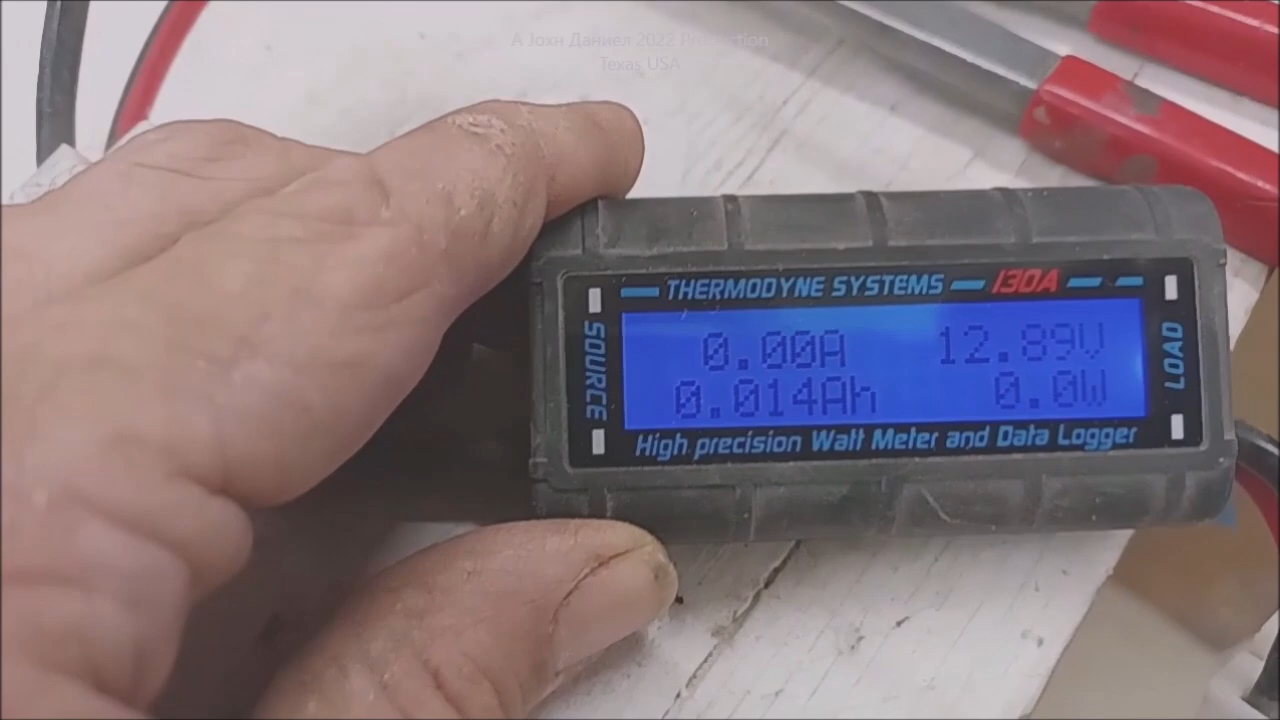 А Јохн Даниел 2022 Production
Texas USA
THERMODYNE SYSTEMS 130A
SOURCE
0.00A 12.89V
0.014Ah 0.0W
LOAD
High precision Watt Meter and Data Logger